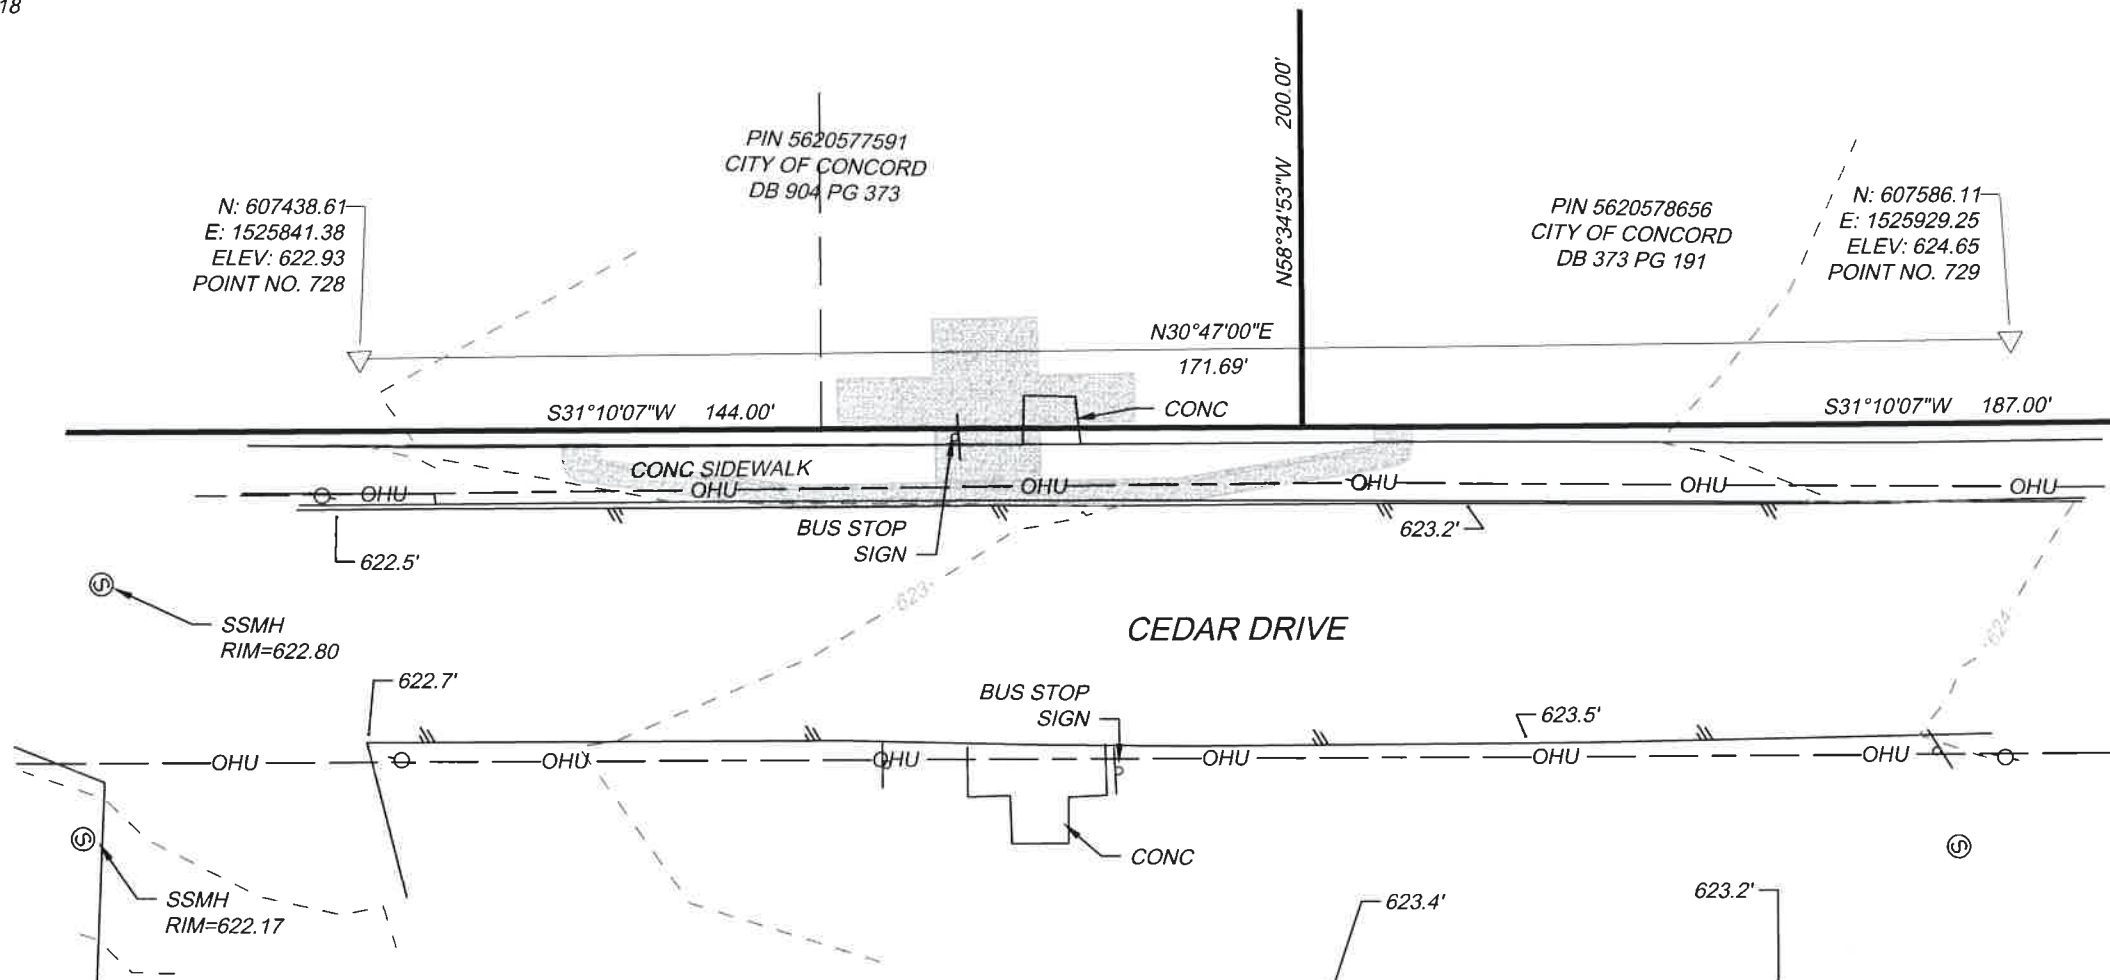 18
PIN 5620577591
CITY OF CONCORD
DB 904 PG 373
N58°34'53"W 200.00'
N: 607438.61
E: 1525841.38
ELEV: 622.93
POINT NO. 728
PIN 5620578656
CITY OF CONCORD
DB 373 PG 191
N: 607586.11
E: 1525929.25
ELEV: 624.65
POINT NO. 729
N30°47'00"E
171.69'
S31°10'07"W 144.00'
CONC
S31°10'07"W 187.00'
CONC SIDEWALK
OHU OHU OHU OHU OHU OHU
BUS STOP
SIGN
623.2'
622.5'
623
SSMH
RIM=622.80
CEDAR DRIVE
624
622.7'
BUS STOP
SIGN
623.5'
OHU OHU OHU OHU OHU OHU
S
S
S
CONC
SSMH
RIM=622.17
623.4'
623.2'